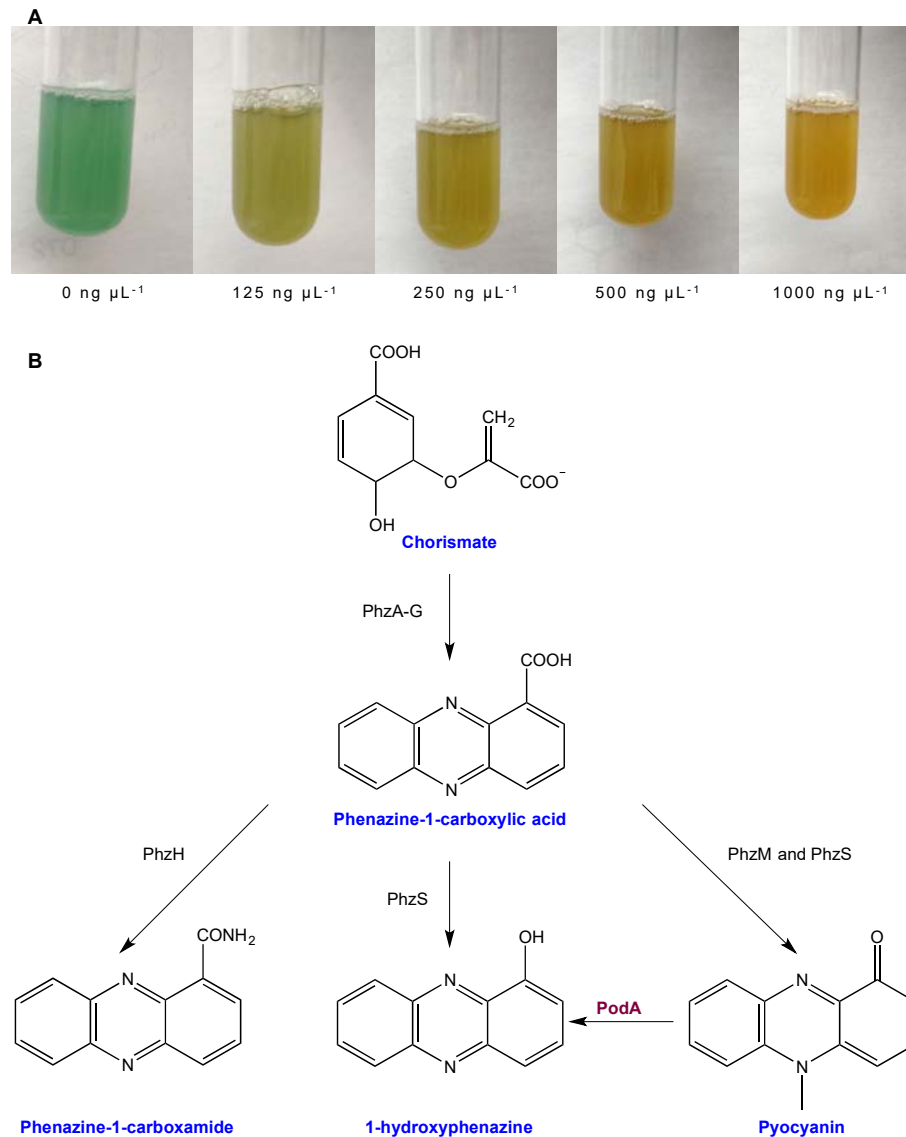 A
0 ng µL-1
125 ng µL-1
250 ng µL-1
500 ng µL-1
1000 ng µL-1
B
COOH
CH2
O
COO−
OH
Chorismate
PhzA-G
COOH
N
N
Phenazine-1-carboxylic acid
PhzH
PhzS
PhzM and PhzS
CONH2
N
N
OH
N
N
PodA
O
N
N
Phenazine-1-carboxamide
1-hydroxyphenazine
Pyocyanin